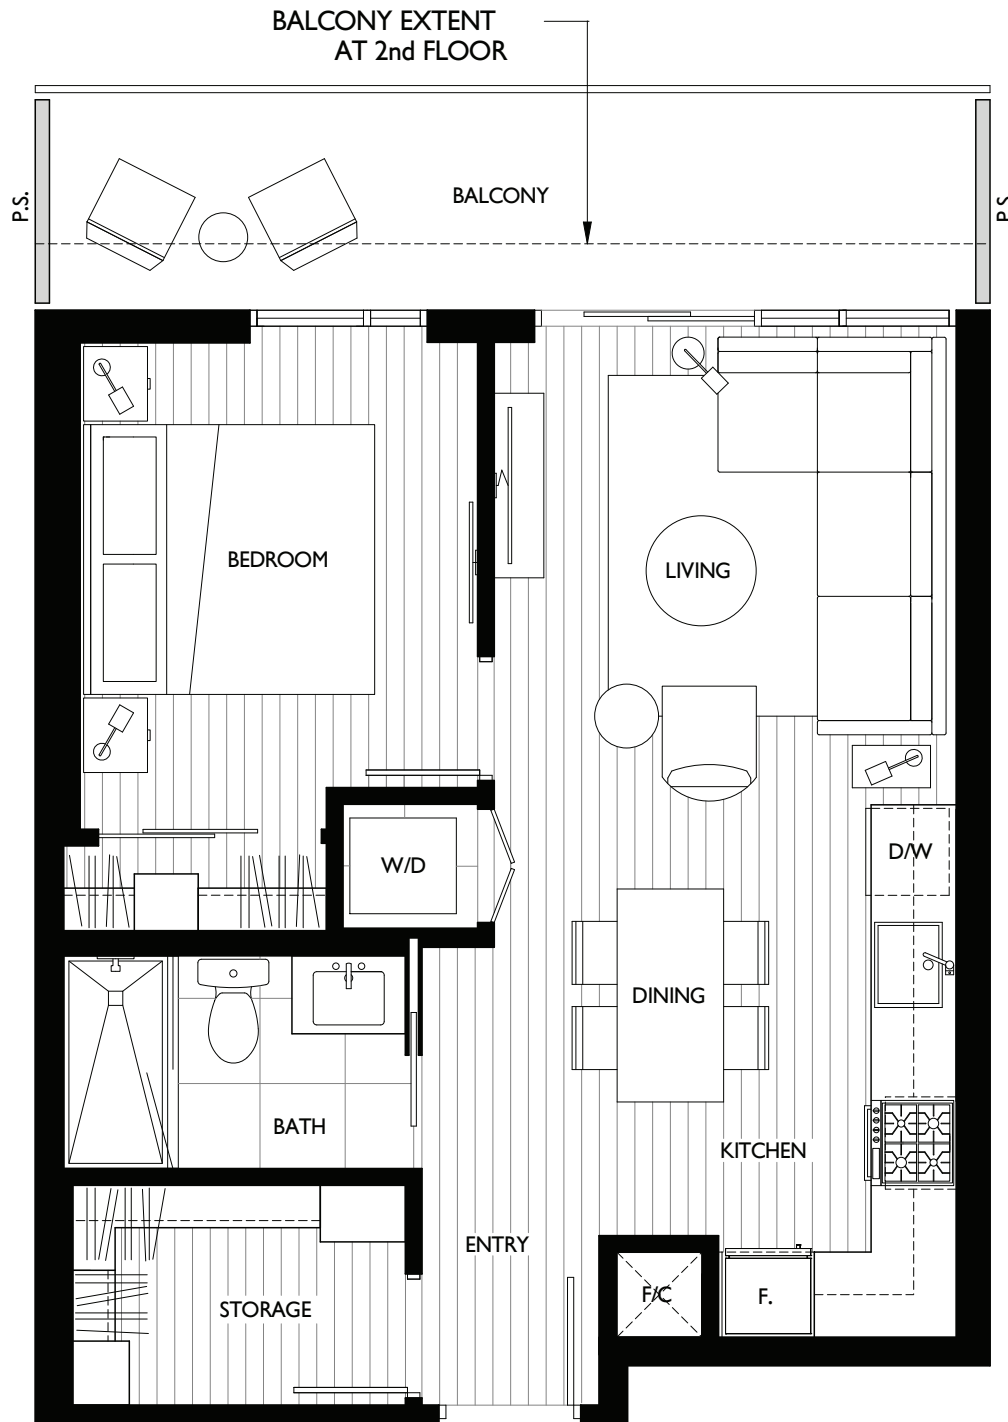 BALCONY EXTENT
AT 2nd FLOOR
P.S.
BALCONY
P.S.
BEDROOM
LIVING
W/D
D/W
DINING
BATH
KITCHEN
ENTRY
STORAGE
F/C
F.